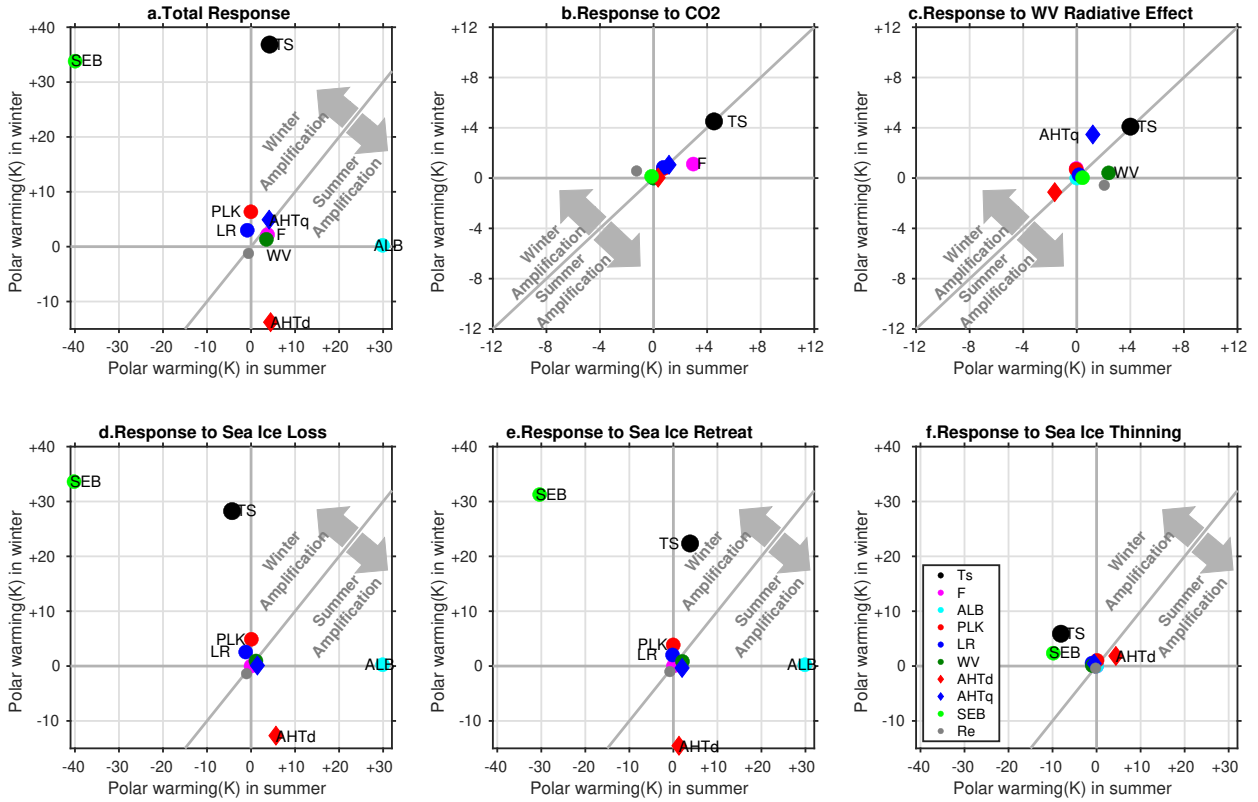 a.Total Response
+40
+30
+20
+10
0
-10
-40 -30 -20 -10 0 +10 +20 +30
Polar warming(K) in winter
Polar warming(K) in summer
TS
SEB
PLK
LR
AHTq
F
WV
ALB
AHTd
Winter
Amplification
Summer
Amplification
b.Response to CO2
+12
+8
+4
0
-4
-8
-12
-12 -8 -4 0 +4 +8 +12
Polar warming(K) in winter
Polar warming(K) in summer
TS
F
Winter
Amplification
Summer
Amplification
c.Response to WV Radiative Effect
+12
+8
+4
0
-4
-8
-12
-12 -8 -4 0 +4 +8 +12
Polar warming(K) in winter
Polar warming(K) in summer
AHTq
TS
WV
Winter
Amplification
Summer
Amplification
d.Response to Sea Ice Loss
+40
+30
+20
+10
0
-10
-40 -30 -20 -10 0 +10 +20 +30
Polar warming(K) in winter
Polar warming(K) in summer
SEB
TS
PLK
LR
ALB
AHTd
Winter
Amplification
Summer
Amplification
e.Response to Sea Ice Retreat
+40
+30
+20
+10
0
-10
-40 -30 -20 -10 0 +10 +20 +30
Polar warming(K) in winter
Polar warming(K) in summer
SEB
TS
PLK
LR
ALB
AHTd
Winter
Amplification
Summer
Amplification
f.Response to Sea Ice Thinning
+40
+30
+20
+10
0
-10
-40 -30 -20 -10 0 +10 +20 +30
Polar warming(K) in winter
Polar warming(K) in summer
TS
SEB
AHTd
Winter
Amplification
Summer
Amplification
Ts
F
ALB
PLK
LR
WV
AHTd
AHTq
SEB
Re